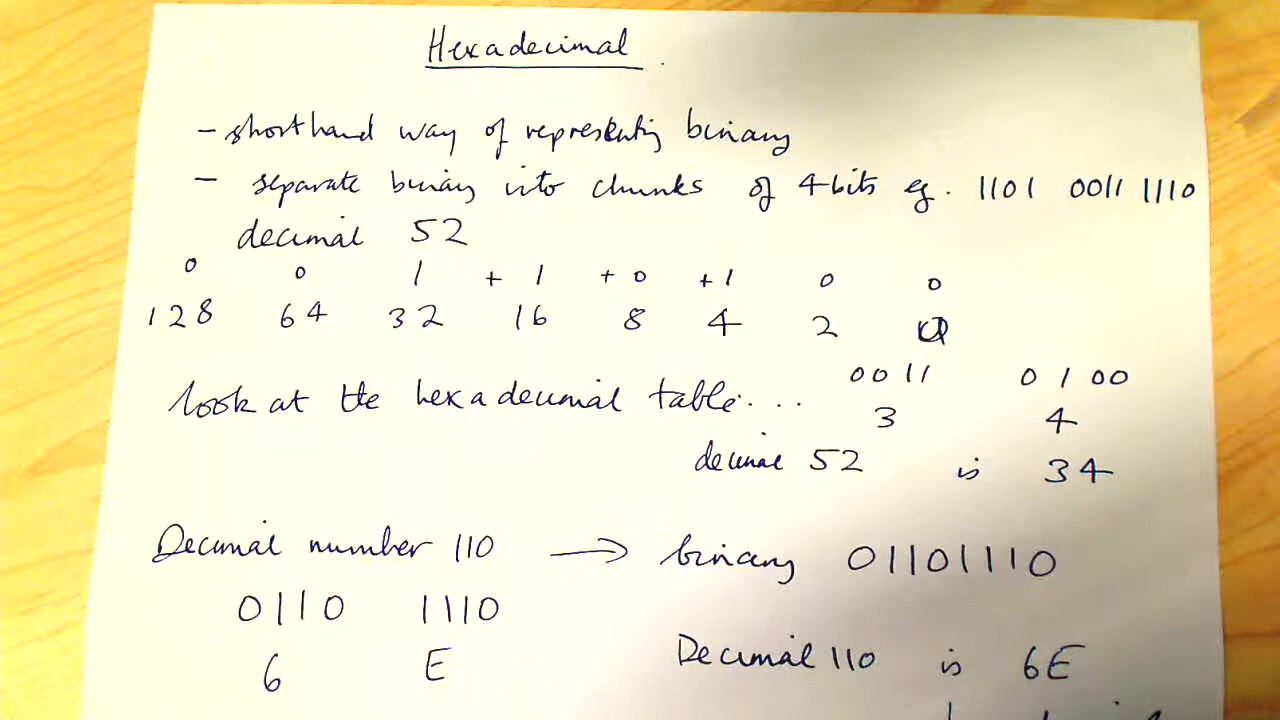 Hexadecimal
- shorthand way of representing binary
- separate binary into chunks of 4 bits eg. 1101 0011 1110
decimal 52
0 0 1 + 1 + 0 + 1 0 0
128 64 32 16 8 4 2
0011 0100
look at the hexadecimal table...
3 4
decimal 52 is 34
Decimal number 110 → binary 01101110
0110 1110
6 E
Decimal 110 is 6E